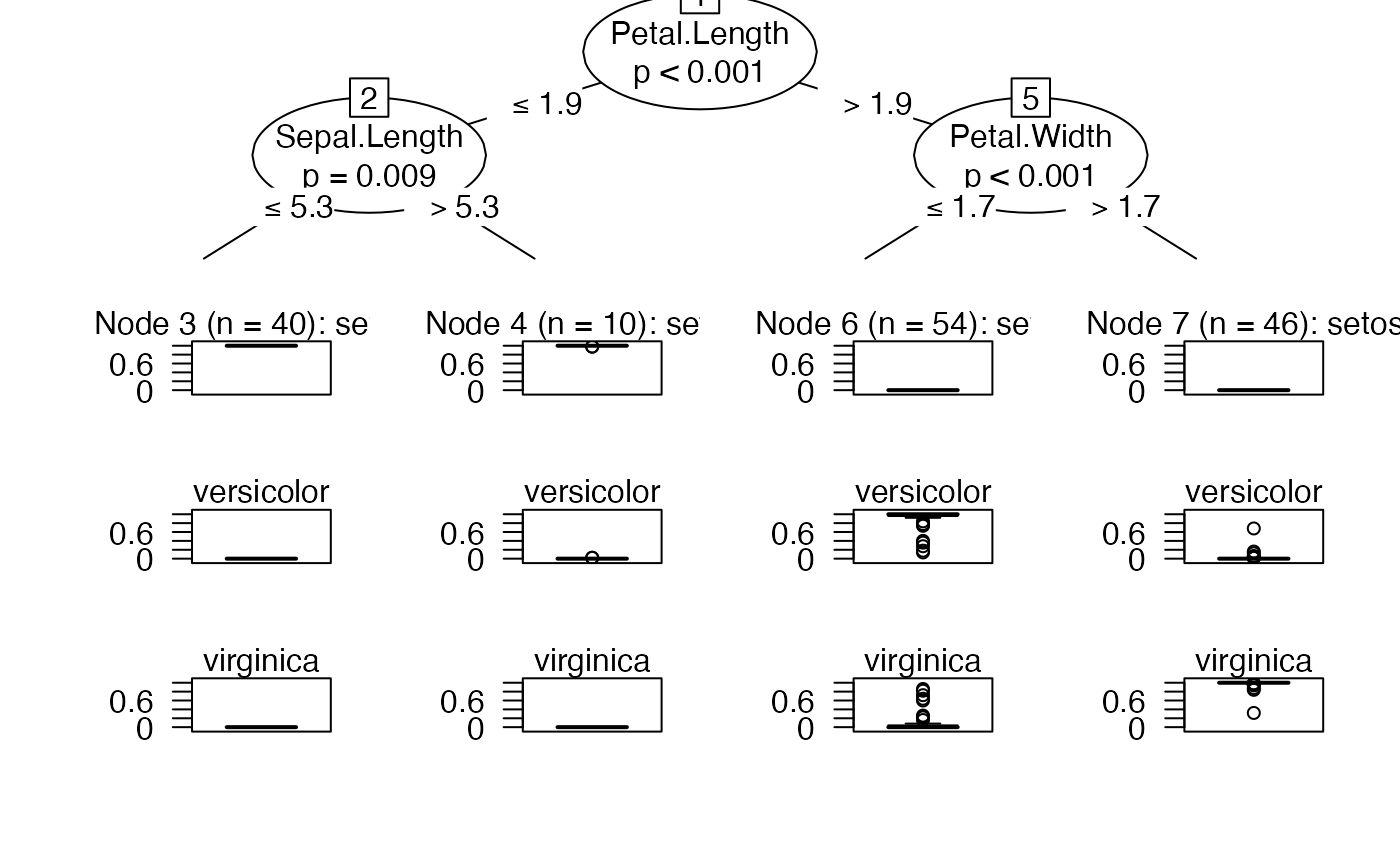 1
Petal.Length
p < 0.001
≤ 1.9
> 1.9
2
Sepal.Length
p = 0.009
≤ 5.3
> 5.3
5
Petal.Width
p < 0.001
≤ 1.7
> 1.7
Node 3 (n = 40): se
0.6
0
versicolor
0.6
0
virginica
0.6
0
Node 4 (n = 10): se
0.6
0
versicolor
0.6
0
virginica
0.6
0
Node 6 (n = 54): se
0.6
0
versicolor
0.6
0
virginica
0.6
0
Node 7 (n = 46): setos
0.6
0
versicolor
0.6
0
virginica
0.6
0